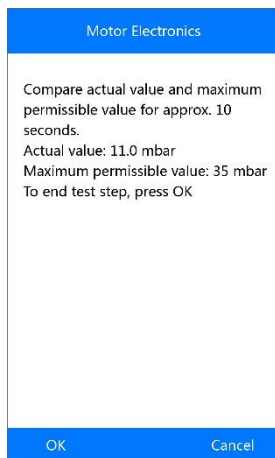 Motor Electronics
Compare actual value and maximum
permissible value for approx. 10
seconds.
Actual value: 11.0 mbar
Maximum permissible value: 35 mbar
To end test step, press OK
OK Cancel